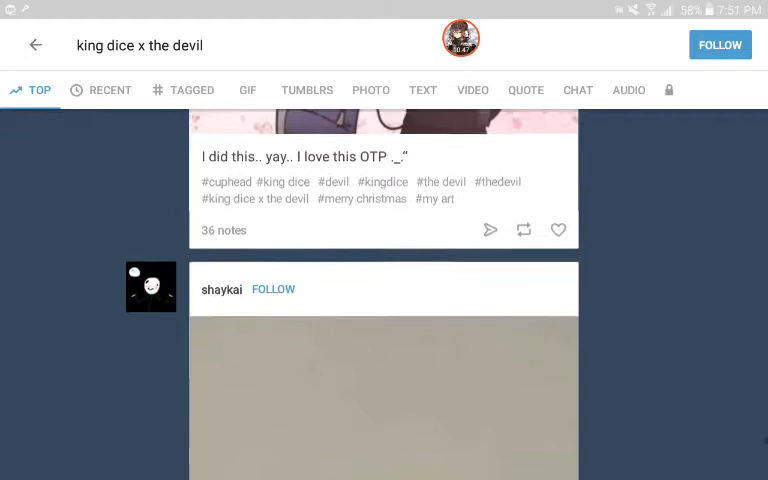 58% 7:51 PM
king dice x the devil
00:47
FOLLOW
TOP RECENT # TAGGED GIF TUMBLRS PHOTO TEXT VIDEO QUOTE CHAT AUDIO
I did this.. yay.. I love this OTP ._.“
#cuphead #king dice #devil #kingdice #the devil #thedevil
#king dice x the devil #merry christmas #my art
36 notes
shaykai FOLLOW